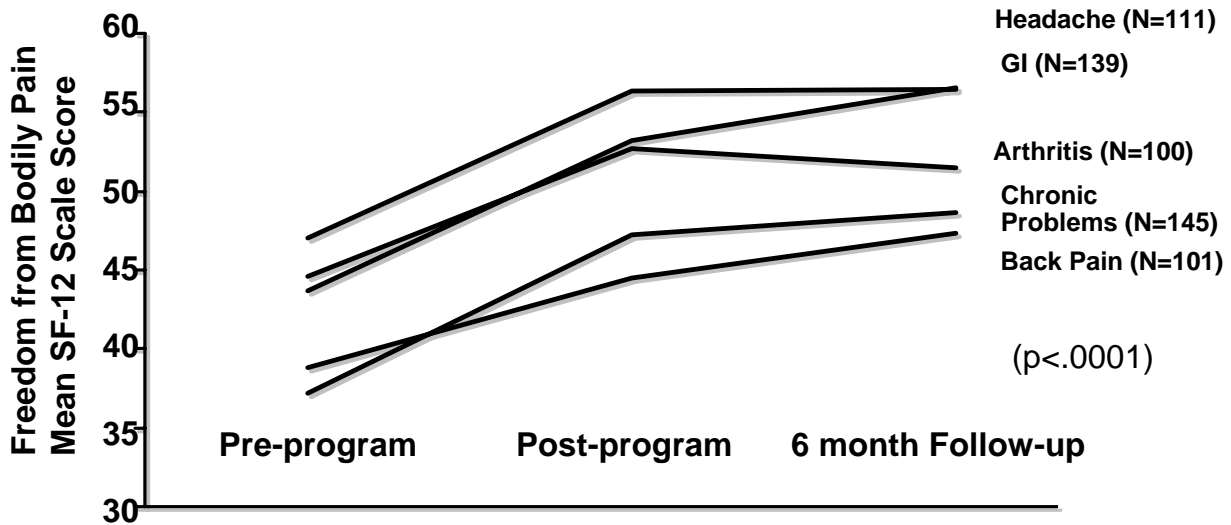 Freedom from Bodily Pain
Mean SF-12 Scale Score
60
55
50
45
40
35
30
Headache (N=111)
GI (N=139)
Arthritis (N=100)
Chronic
Problems (N=145)
Back Pain (N=101)
(p<.0001)
Pre-program
Post-program
6 month Follow-up